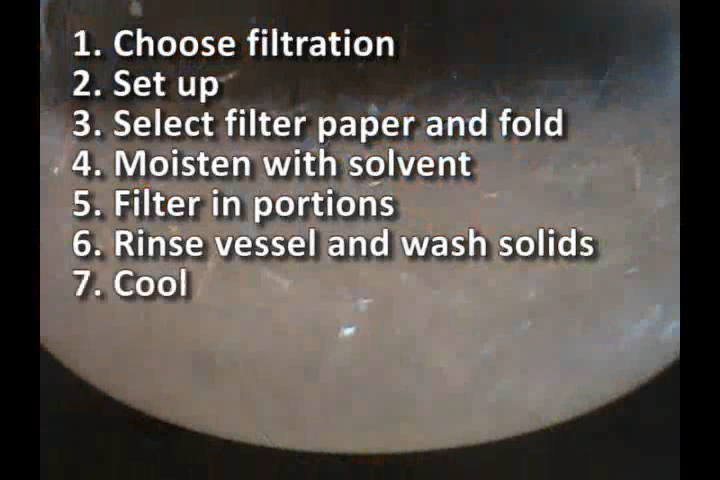 1. Choose filtration
2. Set up
3. Select filter paper and fold
4. Moisten with solvent
5. Filter in portions
6. Rinse vessel and wash solids
7. Cool